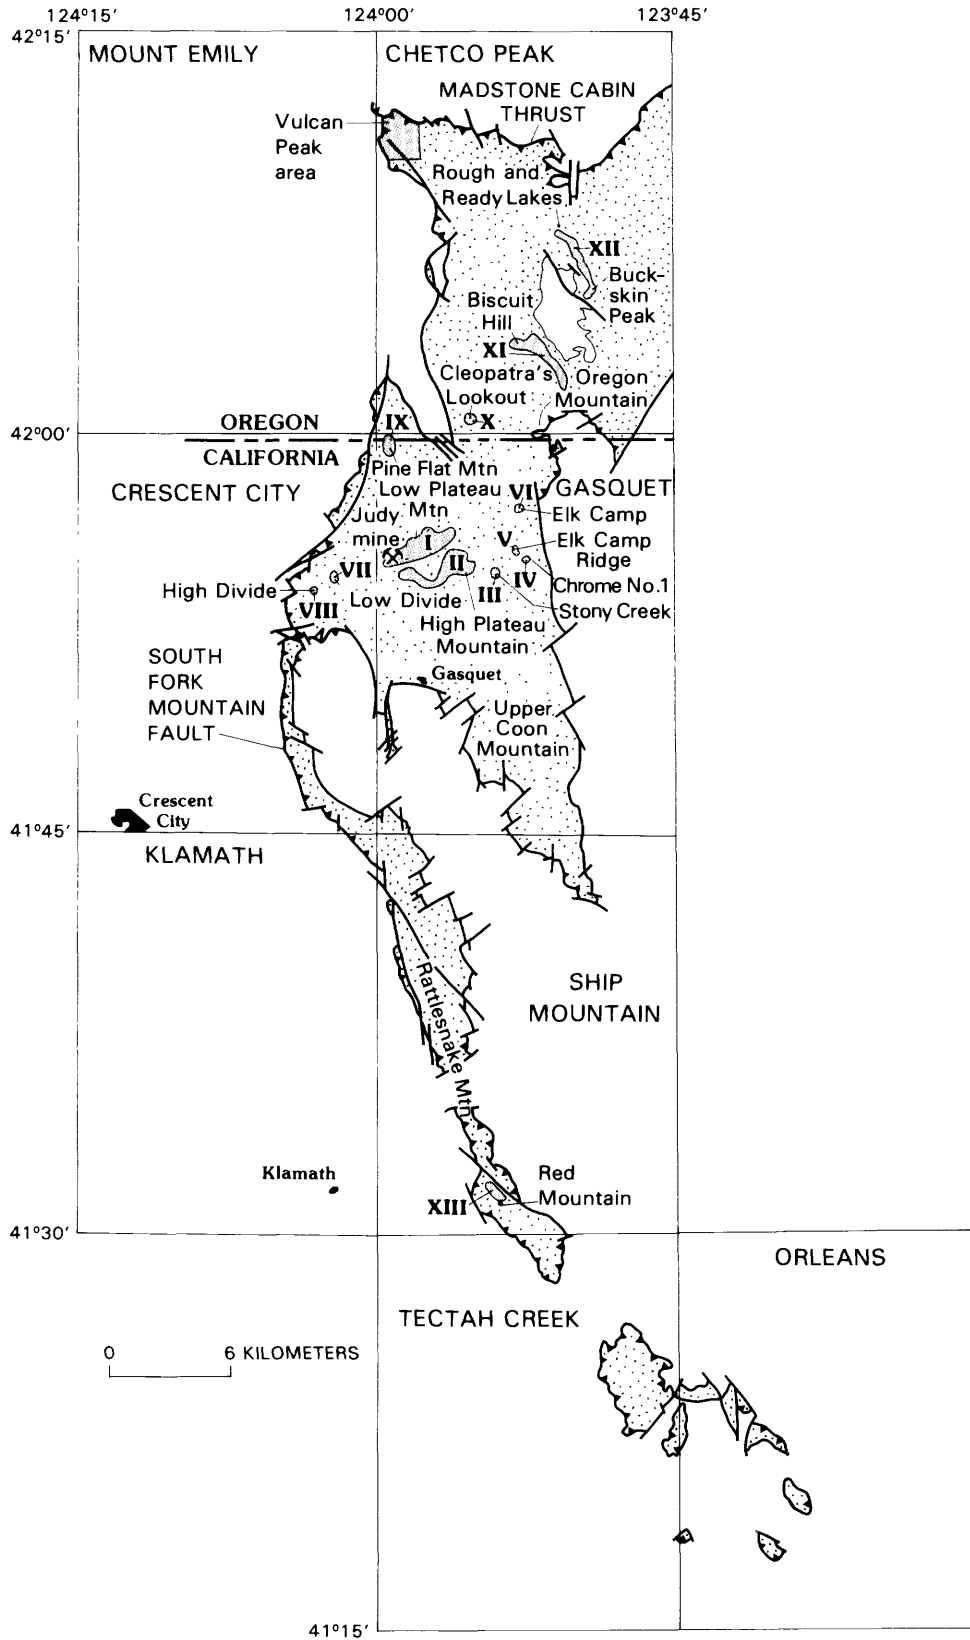 124°15′
124°00′
123°45′
42°15′
MOUNT EMILY
CHETCO PEAK
MADSTONE CABIN
THRUST
Vulcan
Peak
area
Rough and
Ready Lakes
XII
Buck-
skin
Peak
Biscuit
Hill
XI
Cleopatra's
Lookout
Oregon
Mountain
X
OREGON
IX
42°00′
CALIFORNIA
Pine Flat Mtn
CRESCENT CITY
Low Plateau
Mtn
VI
GASQUET
Elk Camp
Judy
mine
I
V
Elk Camp
Ridge
II
VII
IV
Chrome No.1
High Divide
VIII
Low Divide
III
Stony Creek
High Plateau
Mountain
SOUTH
FORK
MOUNTAIN
FAULT
Gasquet
Upper
Coon
Mountain
Crescent
City
41°45′
KLAMATH
SHIP
MOUNTAIN
Rattlesnake Mtn
Klamath
Red
Mountain
XIII
41°30′
ORLEANS
TECTAH CREEK
0 6 KILOMETERS
41°15′